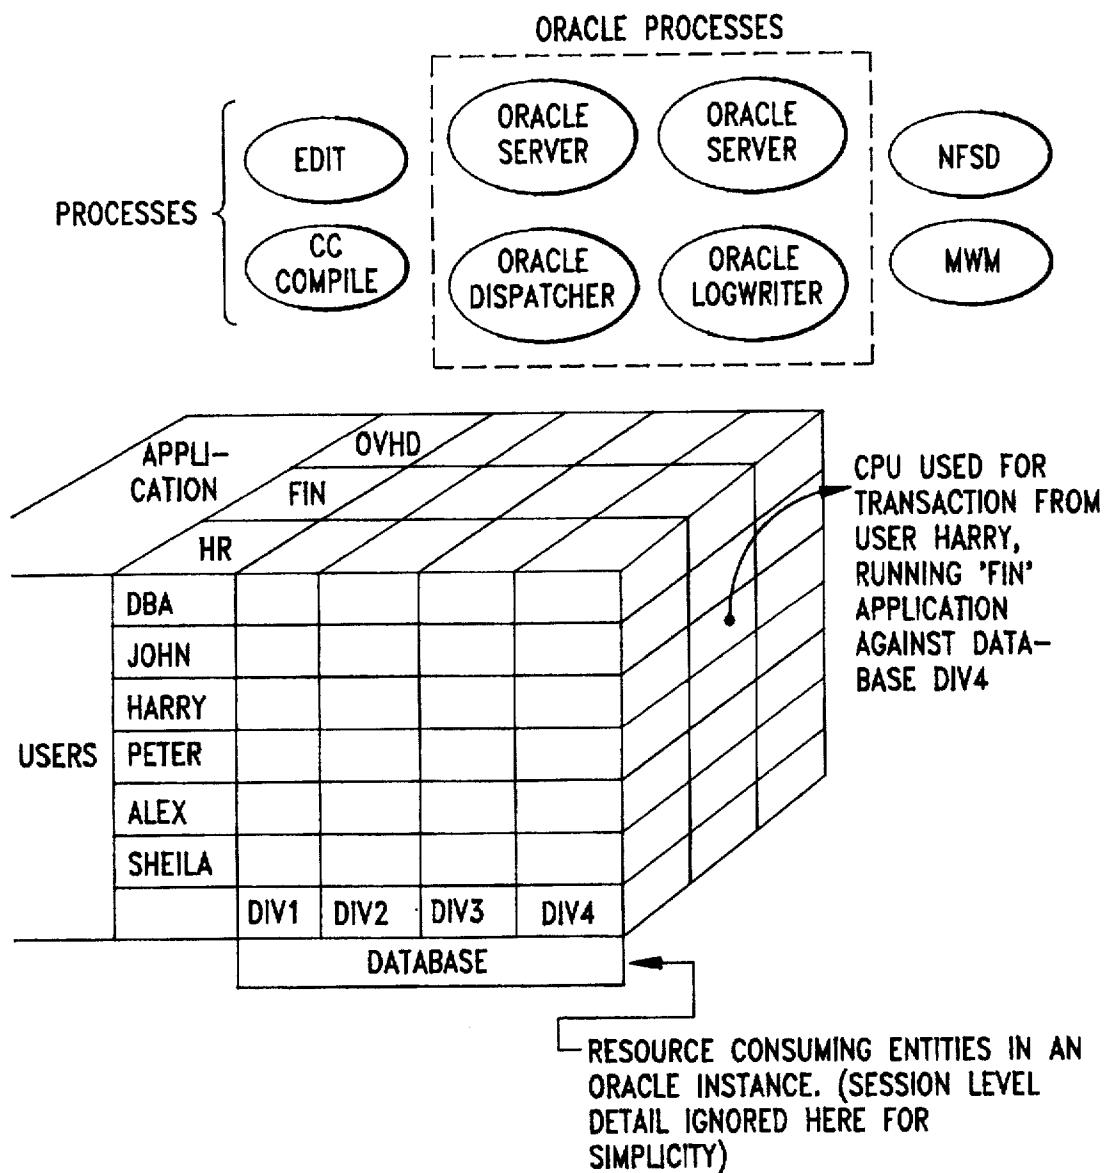 ORACLE PROCESSES
PROCESSES
EDIT
CC
COMPILE
ORACLE
SERVER
ORACLE
SERVER
ORACLE
DISPATCHER
ORACLE
LOGWRITER
NFSD
MWM
APPLI-
CATION
OVHD
FIN
HR
CPU USED FOR
TRANSACTION FROM
USER HARRY,
RUNNING 'FIN'
APPLICATION
AGAINST DATA-
BASE DIV4
USERS
DBA
JOHN
HARRY
PETER
ALEX
SHEILA
DIV1 DIV2 DIV3 DIV4
DATABASE
RESOURCE CONSUMING ENTITIES IN AN
ORACLE INSTANCE. (SESSION LEVEL
DETAIL IGNORED HERE FOR
SIMPLICITY)